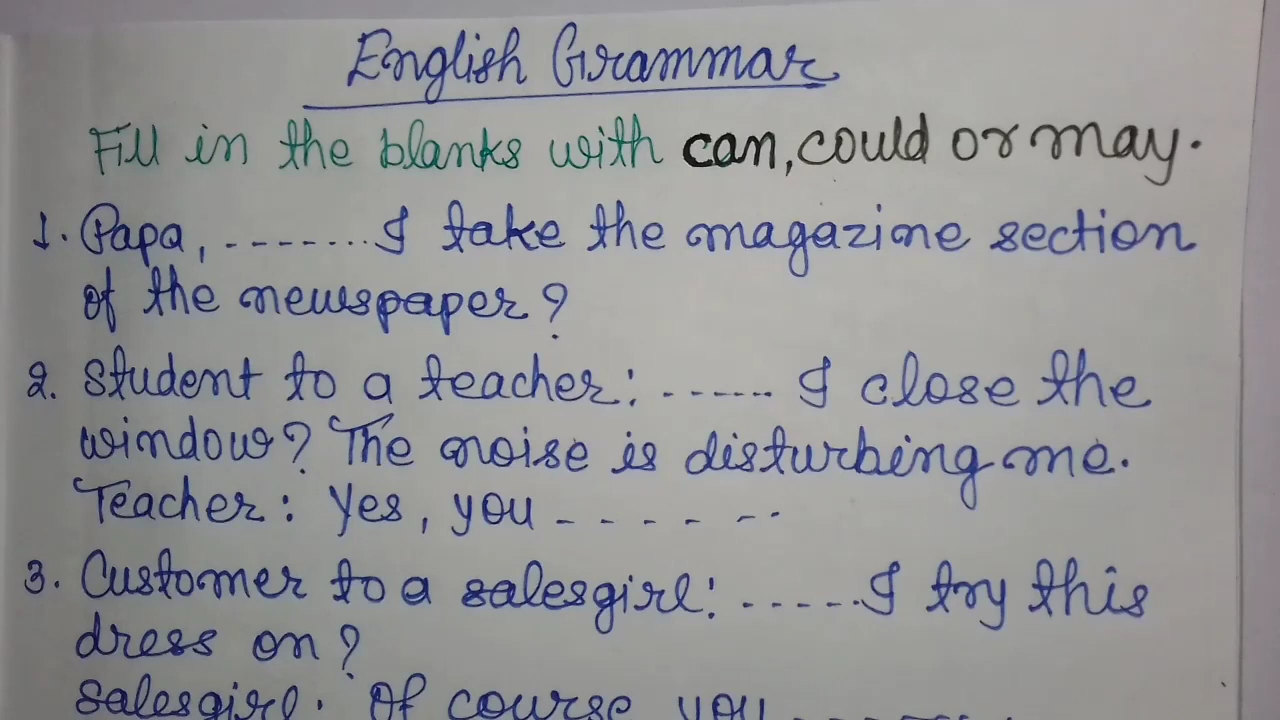 English Grammar
Fill in the blanks with can, could or may.
1. Papa, -------- I take the magazine section
of the newspaper?
2. Student to a teacher: ------ I close the
window? The noise is disturbing me.
Teacher: Yes, you - - - - - - -
3. Customer to a salesgirl: ------ I try this
dress on?
Salesgirl: Of course you -------